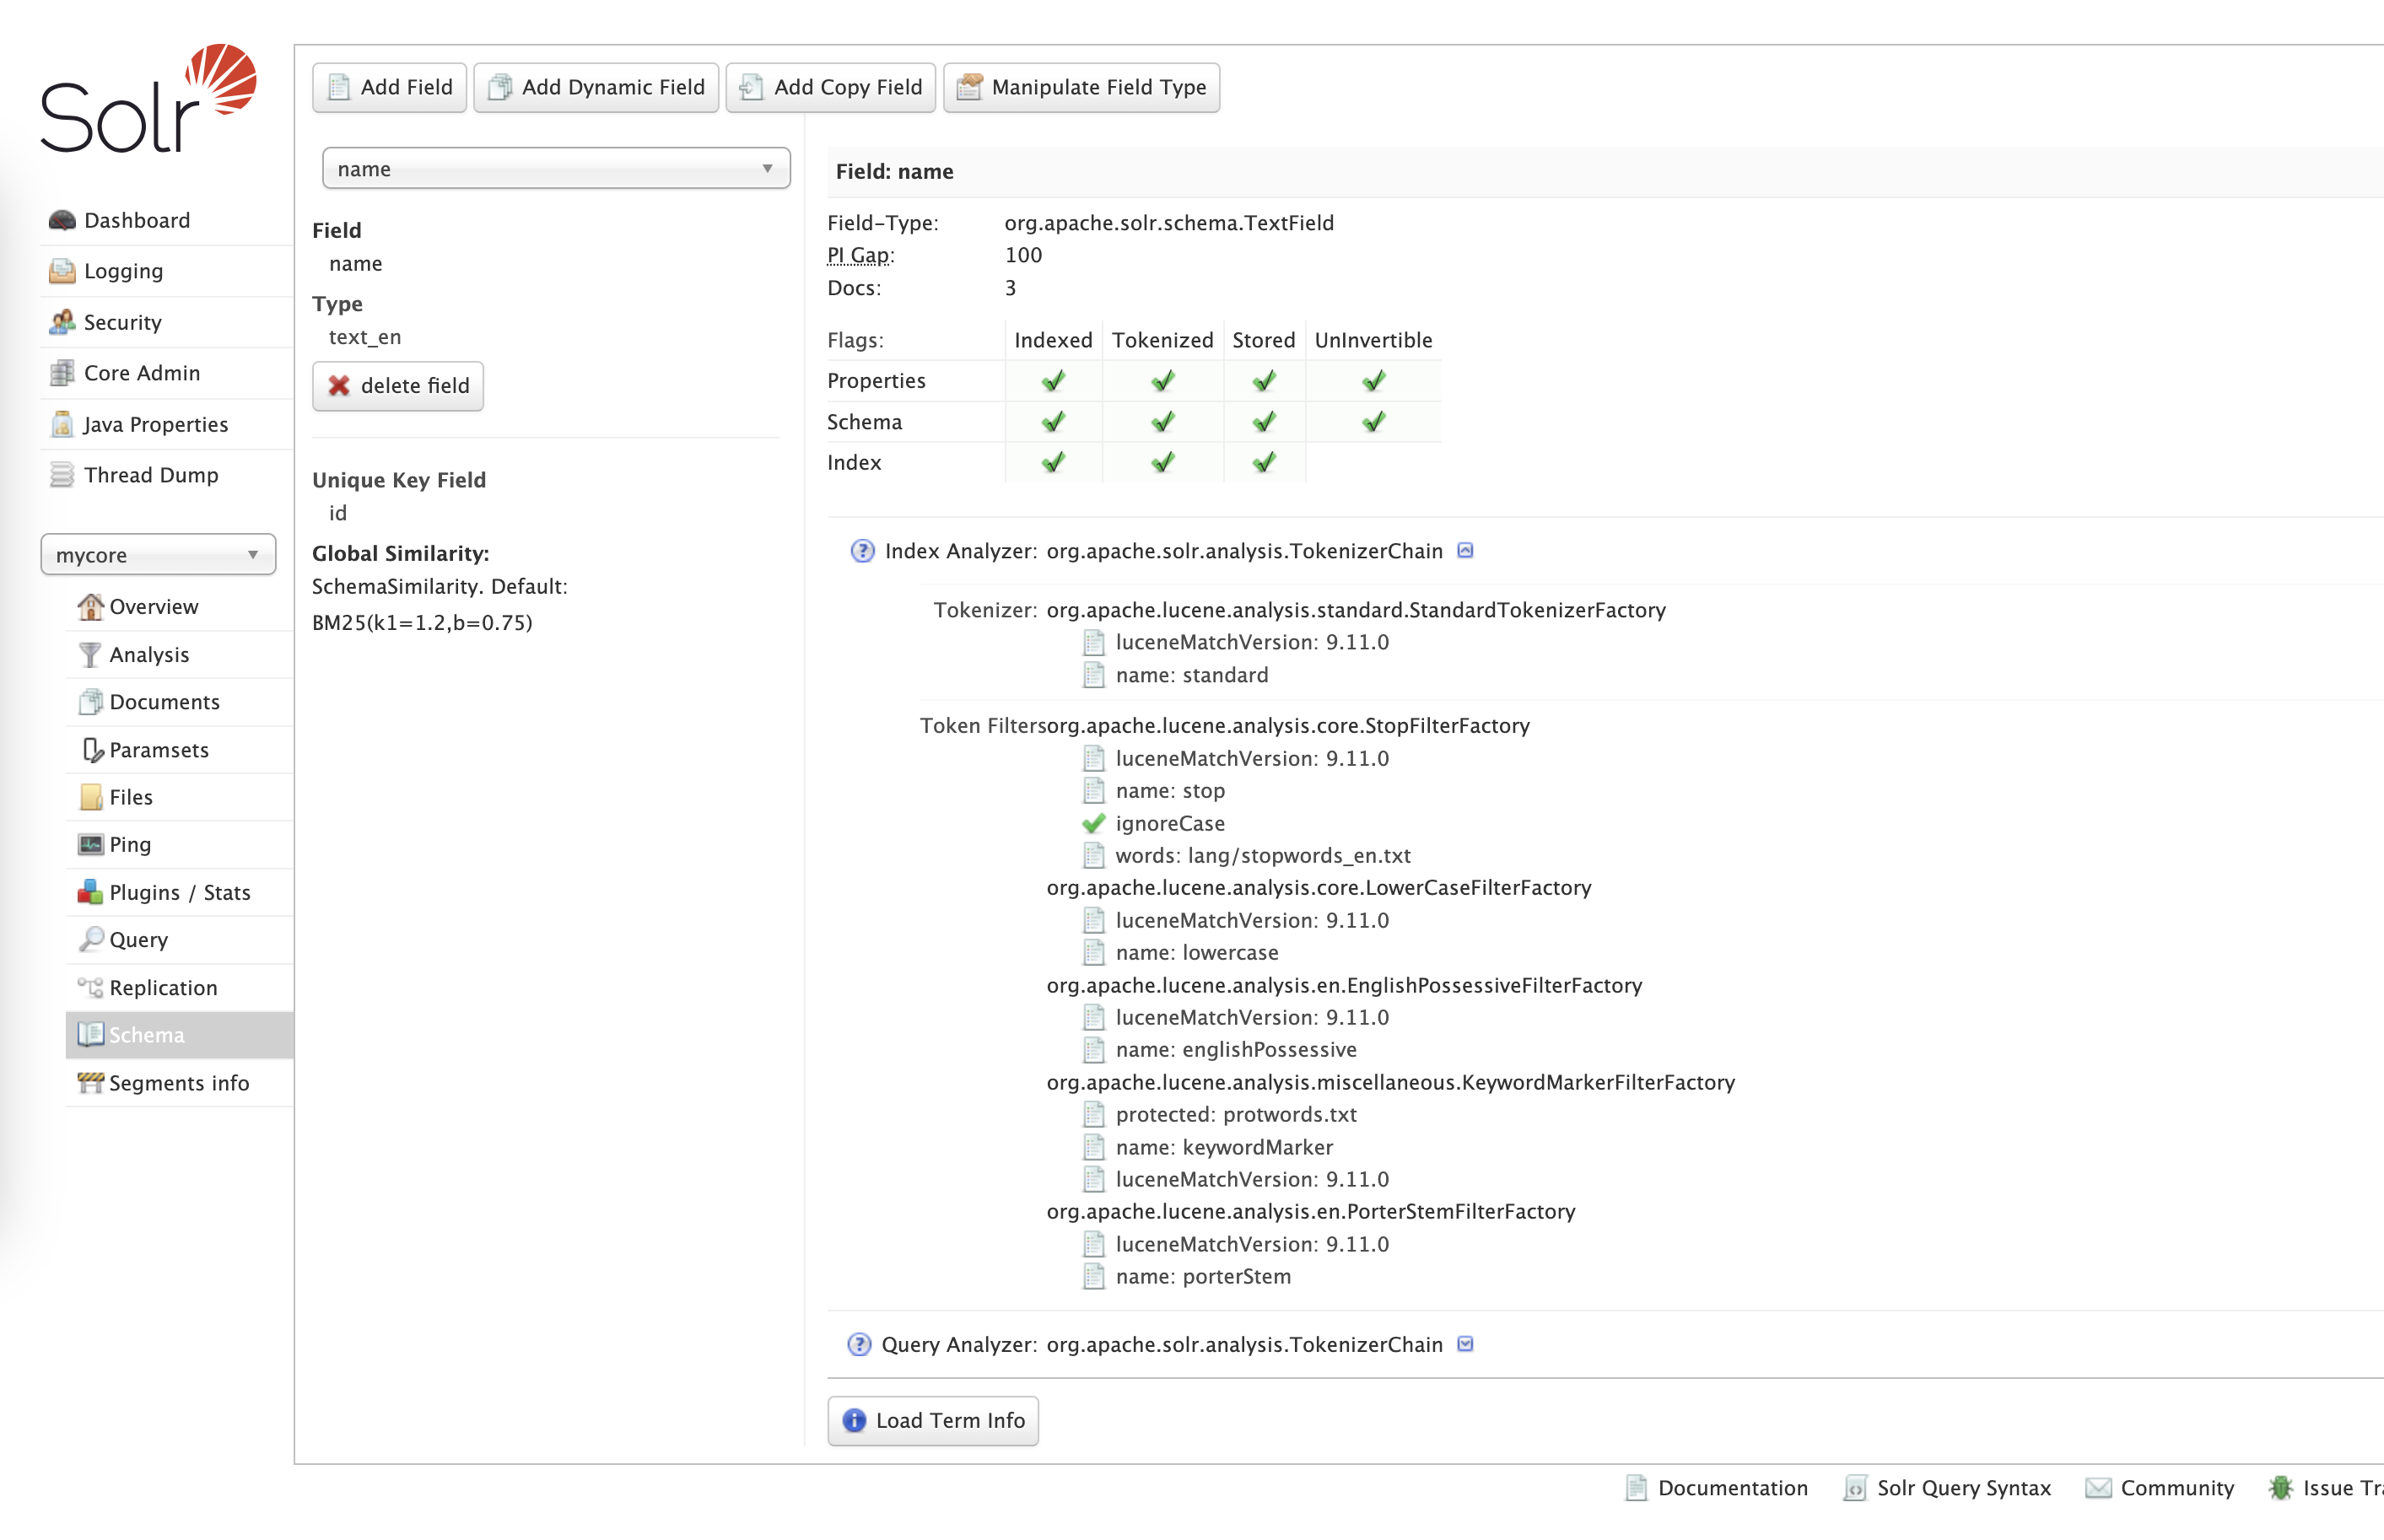 Solr
Dashboard
Logging
Security
Core Admin
Java Properties
Thread Dump
mycore
Overview
Analysis
Documents
Paramsets
Files
Ping
Plugins / Stats
Query
Replication
Schema
Segments info
Add Field
Add Dynamic Field
Add Copy Field
Manipulate Field Type
name
Field
name
Type
text_en
delete field
Unique Key Field
id
Global Similarity:
SchemaSimilarity. Default:
BM25(k1=1.2,b=0.75)
Field: name
Field-Type: org.apache.solr.schema.TextField
PI Gap: 100
Docs: 3
Flags: Indexed Tokenized Stored UnInvertible
Properties
Schema
Index
Index Analyzer: org.apache.solr.analysis.TokenizerChain
Tokenizer: org.apache.lucene.analysis.standard.StandardTokenizerFactory
luceneMatchVersion: 9.11.0
name: standard
Token Filtersorg.apache.lucene.analysis.core.StopFilterFactory
luceneMatchVersion: 9.11.0
name: stop
ignoreCase
words: lang/stopwords_en.txt
org.apache.lucene.analysis.core.LowerCaseFilterFactory
luceneMatchVersion: 9.11.0
name: lowercase
org.apache.lucene.analysis.en.EnglishPossessiveFilterFactory
luceneMatchVersion: 9.11.0
name: englishPossessive
org.apache.lucene.analysis.miscellaneous.KeywordMarkerFilterFactory
protected: protwords.txt
name: keywordMarker
luceneMatchVersion: 9.11.0
org.apache.lucene.analysis.en.PorterStemFilterFactory
luceneMatchVersion: 9.11.0
name: porterStem
Query Analyzer: org.apache.solr.analysis.TokenizerChain
Load Term Info
Documentation Solr Query Syntax Community Issue